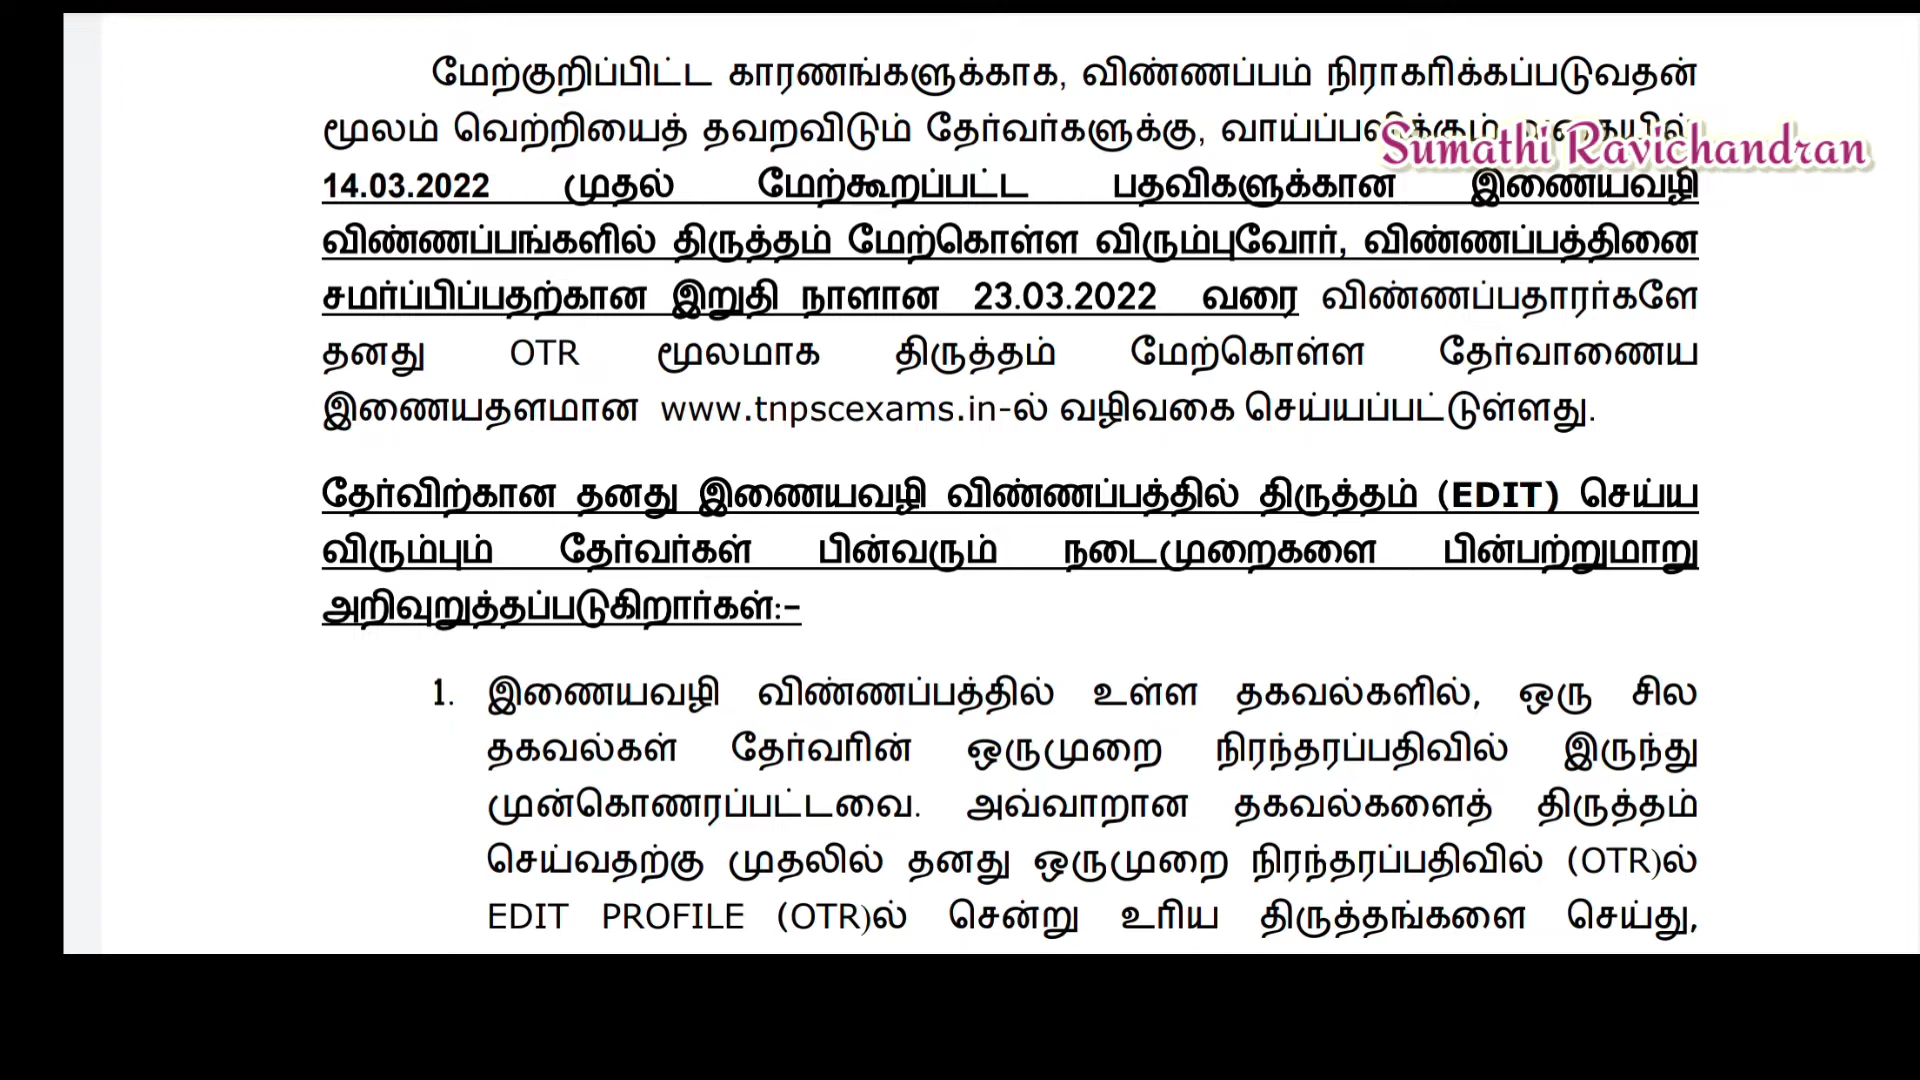 மேற்குறிப்பிட்ட காரணங்களுக்காக, விண்ணப்பம் நிராகரிக்கப்படுவதன்
மூலம் வெற்றியைத் தவறவிடும் தேர்வர்களுக்கு,
Sumathi Ravichandran
14.03.2022 முதல் மேற்கூறப்பட்ட பதவிகளுக்கான இணையவழி
விண்ணப்பங்களில் திருத்தம் மேற்கொள்ள விரும்புவோர், விண்ணப்பத்தினை
சமர்ப்பிப்பதற்கான இறுதி நாளான 23.03.2022 வரை விண்ணப்பதாரர்களே
தனது OTR மூலமாக திருத்தம் மேற்கொள்ள தேர்வாணைய
இணையதளமான www.tnpscexams.in-ல் வழிவகை செய்யப்பட்டுள்ளது.
தேர்விற்கான தனது இணையவழி விண்ணப்பத்தில் திருத்தம் (EDIT) செய்ய
விரும்பும் தேர்வர்கள் பின்வரும் நடைமுறைகளை பின்பற்றுமாறு
அறிவுறுத்தப்படுகிறார்கள்:-
1. இணையவழி விண்ணப்பத்தில் உள்ள தகவல்களில், ஒரு சில
தகவல்கள் தேர்வரின் ஒருமுறை நிரந்தரப்பதிவில் இருந்து
முன்கொணரப்பட்டவை. அவ்வாறான தகவல்களைத் திருத்தம்
செய்வதற்கு முதலில் தனது ஒருமுறை நிரந்தரப்பதிவில் (OTR)ல்
EDIT PROFILE (OTR)ல் சென்று உரிய திருத்தங்களை செய்து,